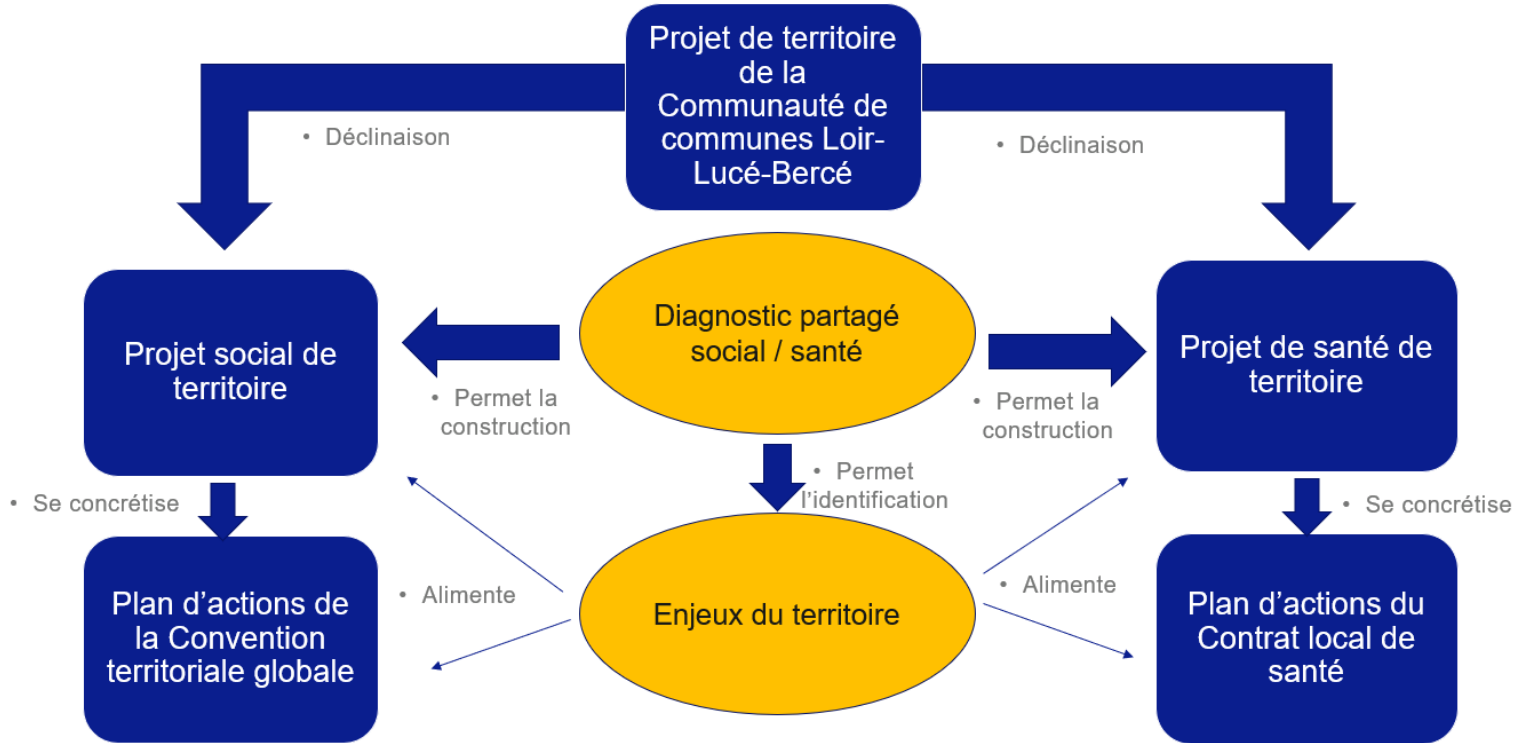 Projet de territoire
de la
Communauté de
communes Loir-
Lucé-Bercé
• Déclinaison
• Déclinaison
Projet social de
territoire
Diagnostic partagé
social / santé
Projet de santé de
territoire
• Permet la
construction
• Permet la
construction
• Permet
l’identification
• Se concrétise
• Se concrétise
Plan d’actions de
la Convention
territoriale globale
• Alimente
Enjeux du territoire
• Alimente
Plan d’actions du
Contrat local de
santé